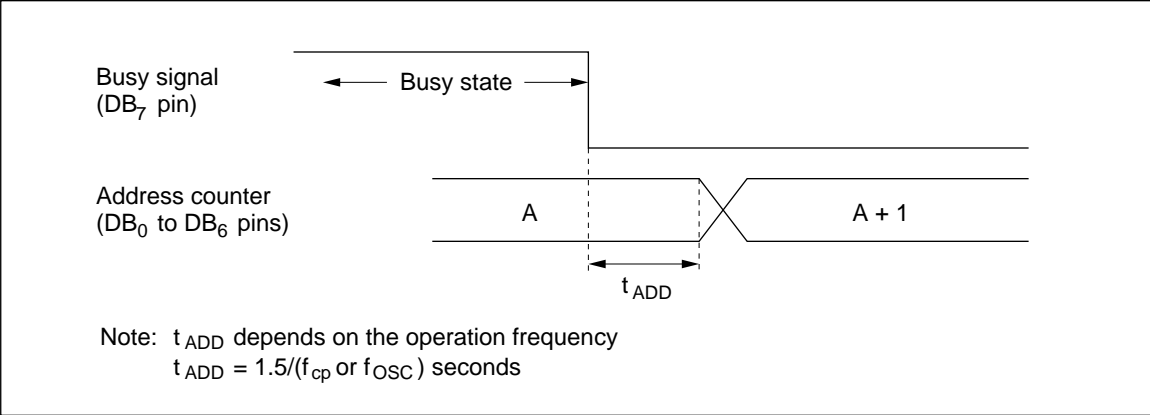 Busy signal
(DB7 pin)
Busy state
Address counter
(DB0 to DB6 pins)
A
A + 1
t ADD
Note: t ADD depends on the operation frequency
t ADD = 1.5/(fcp or fOSC) seconds